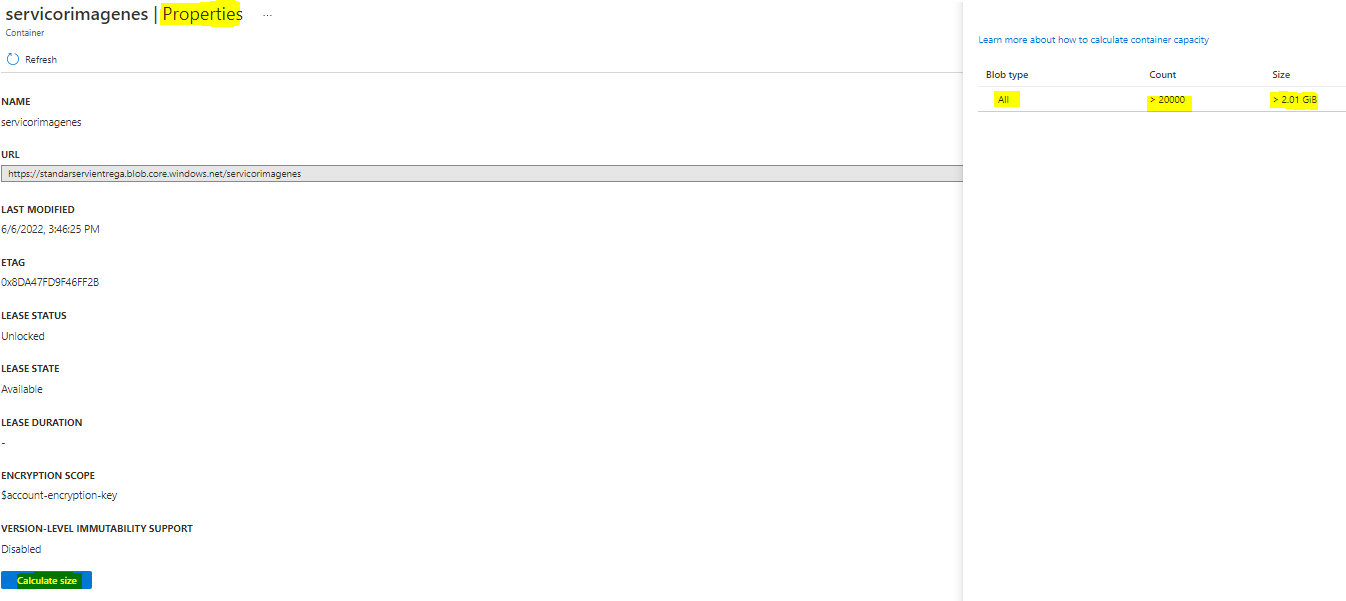 servicorimagenes | Properties ...
Container
Refresh
NAME
servicorimagenes
URL
https://standarservientrega.blob.core.windows.net/servicorimagenes
LAST MODIFIED
6/6/2022, 3:46:25 PM
ETAG
0x8DA47FD9F46FF2B
LEASE STATUS
Unlocked
LEASE STATE
Available
LEASE DURATION
-
ENCRYPTION SCOPE
$account-encryption-key
VERSION-LEVEL IMMUTABILITY SUPPORT
Disabled
Calculate size
Learn more about how to calculate container capacity
Blob type Count Size
All > 20000 > 2.01 GiB